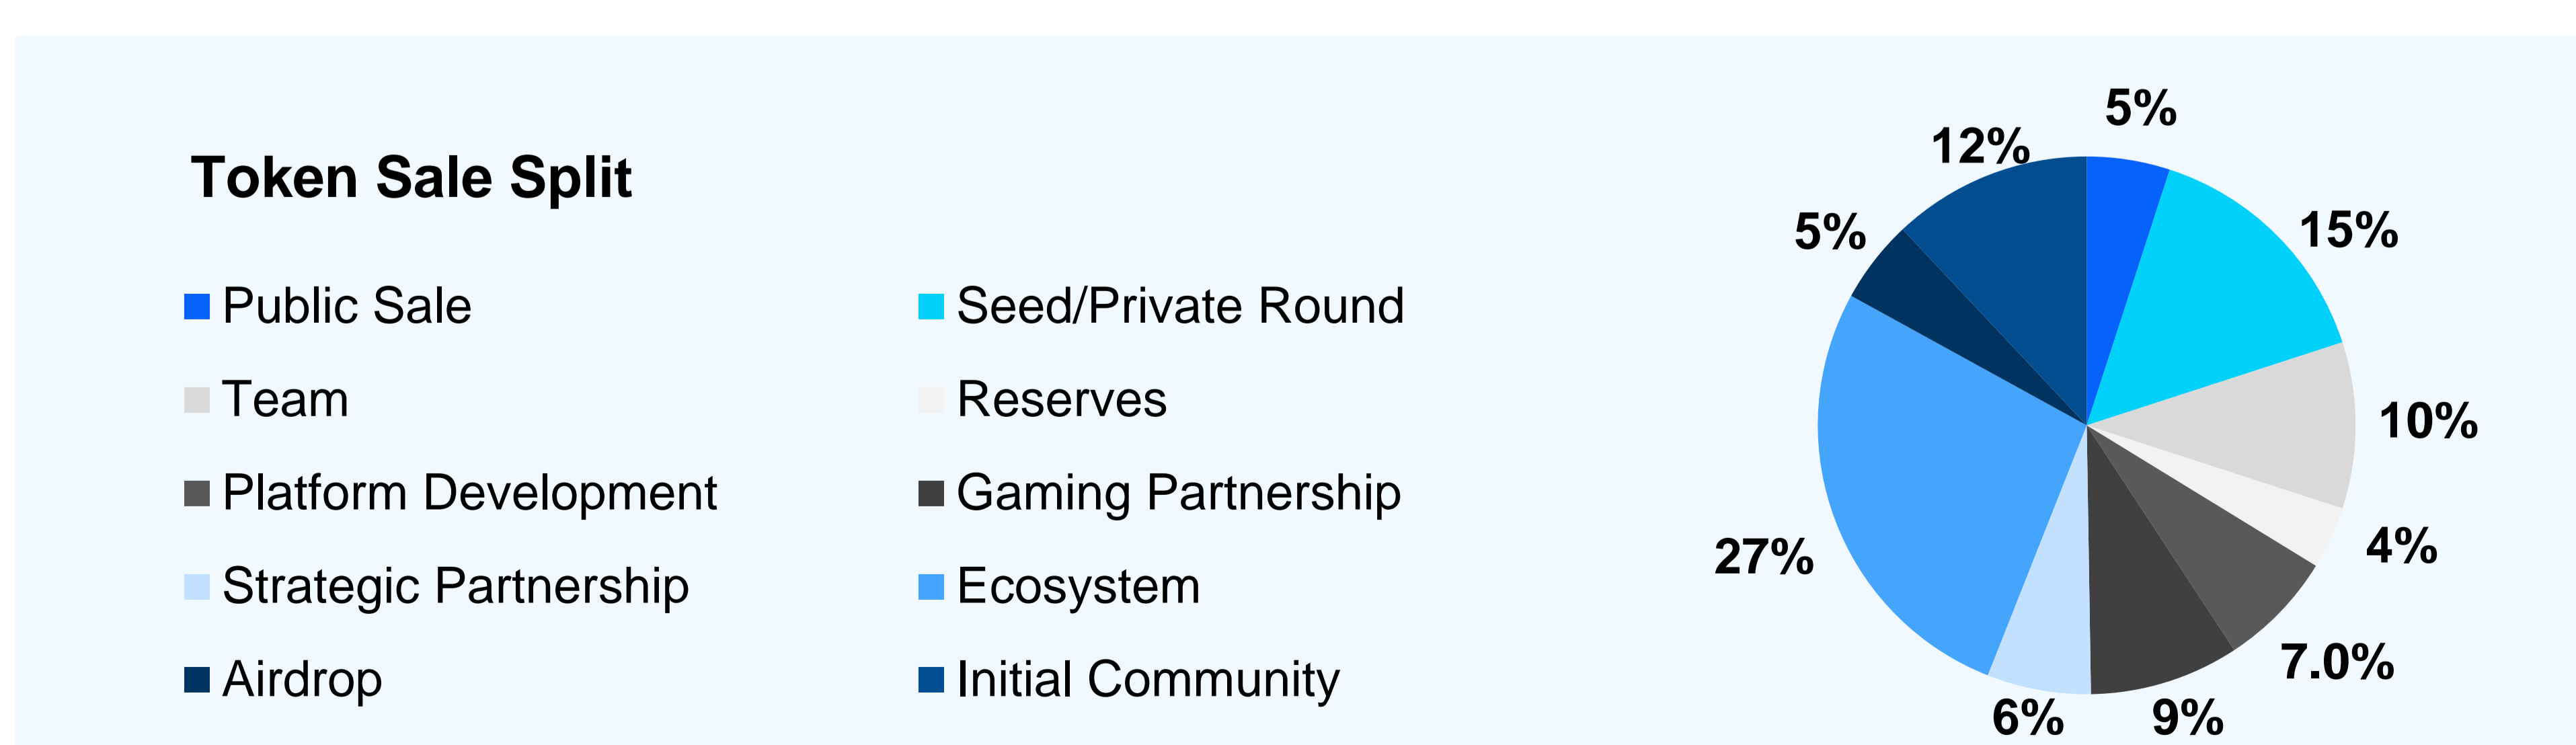 Token Sale Split
Public Sale
Seed/Private Round
Team
Reserves
Platform Development
Gaming Partnership
Strategic Partnership
Ecosystem
Airdrop
Initial Community
5%
15%
10%
4%
7.0%
9%
6%
27%
5%
12%